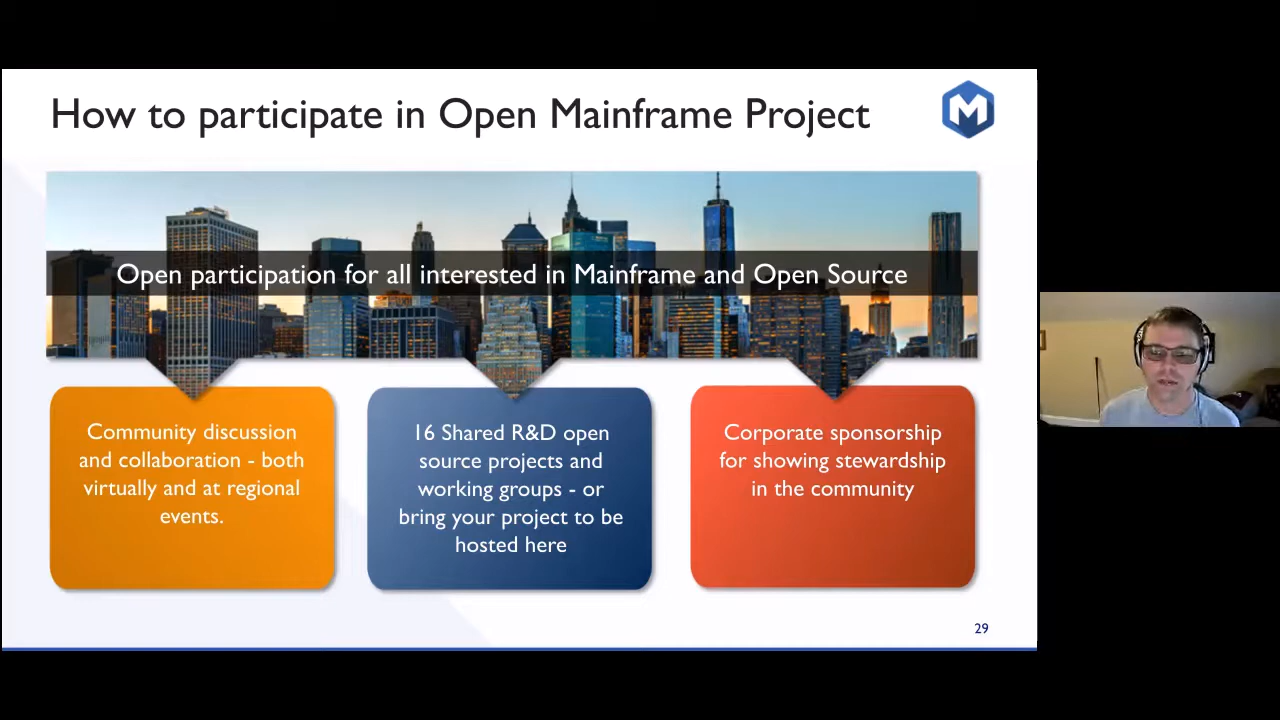 How to participate in Open Mainframe Project
M
Open participation for all interested in Mainframe and Open Source
Community discussion
and collaboration - both
virtually and at regional
events.
16 Shared R&D open
source projects and
working groups - or
bring your project to be
hosted here
Corporate sponsorship
for showing stewardship
in the community
29